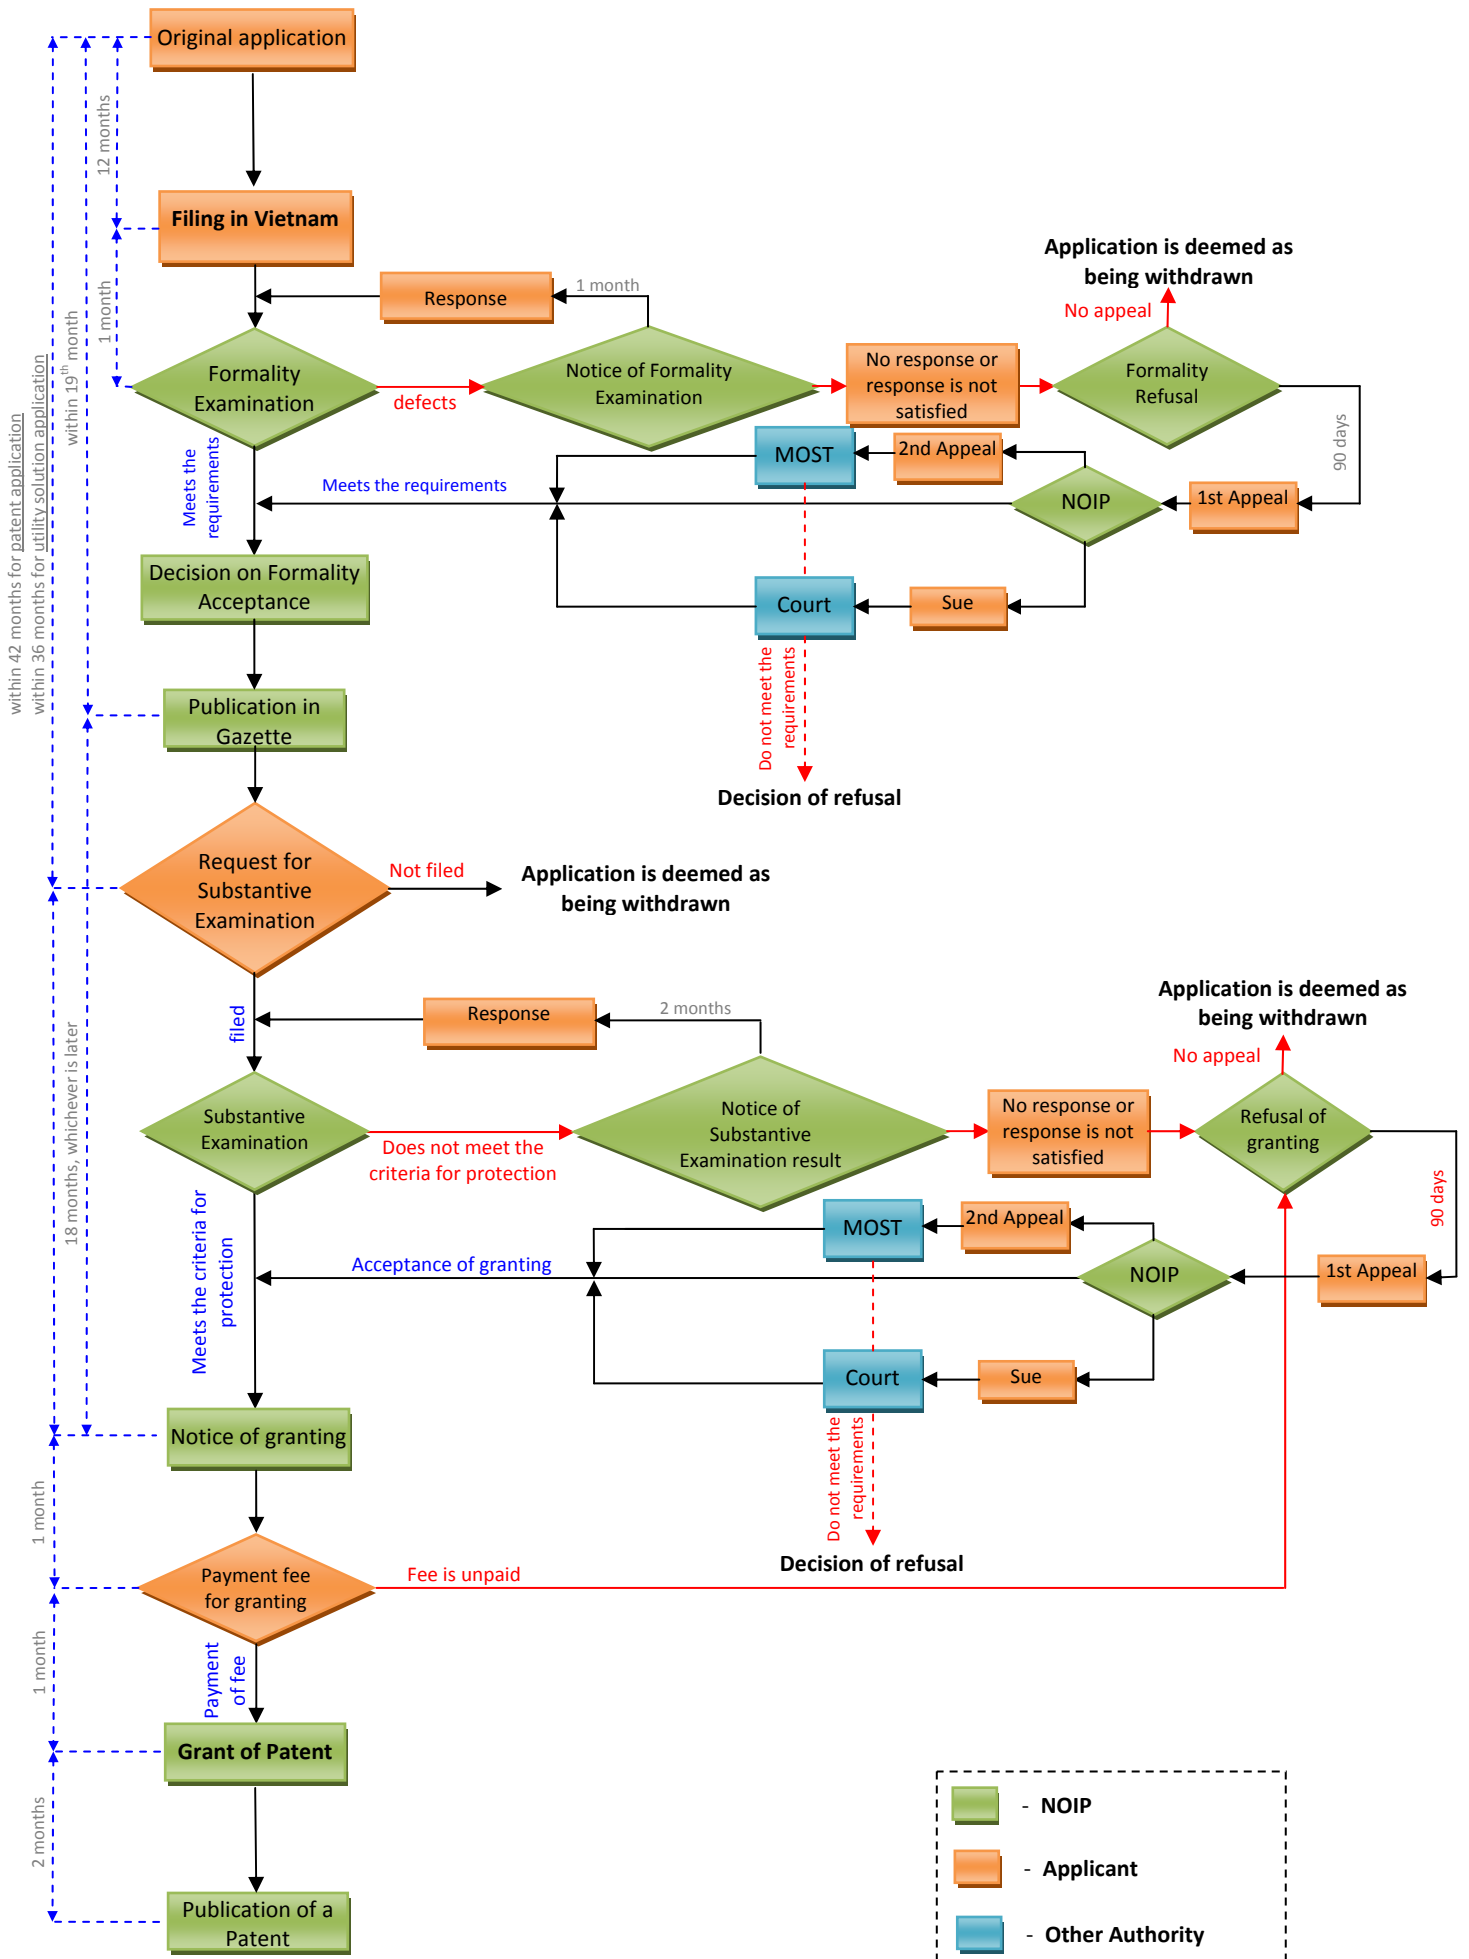 Original application
12 months
Filing in Vietnam
1 month
Response
1 month
Application is deemed as
being withdrawn
No appeal
Formality
Examination
defects
Notice of Formality
Examination
No response or
response is not
satisfied
Formality
Refusal
90 days
within 42 months for patent application
within 36 months for utility solution application
within 19th month
Meets the
requirements
MOST
2nd Appeal
Meets the requirements
NOIP
1st Appeal
Decision on Formality
Acceptance
Court
Sue
Do not meet the
requirements
Publication in
Gazette
Decision of refusal
Request for
Substantive
Examination
Not filed
Application is deemed as
being withdrawn
filed
Response
2 months
Application is deemed as
being withdrawn
No appeal
18 months, whichever is later
Substantive
Examination
Does not meet the
criteria for protection
Notice of
Substantive
Examination result
No response or
response is not
satisfied
Refusal of
granting
90 days
Meets the criteria for
protection
MOST
2nd Appeal
Acceptance of granting
NOIP
1st Appeal
Court
Sue
Do not meet the
requirements
Notice of granting
1 month
Decision of refusal
Payment fee
for granting
Fee is unpaid
1 month
Payment
of fee
Grant of Patent
2 months
Publication of a
Patent
- NOIP
- Applicant
- Other Authority